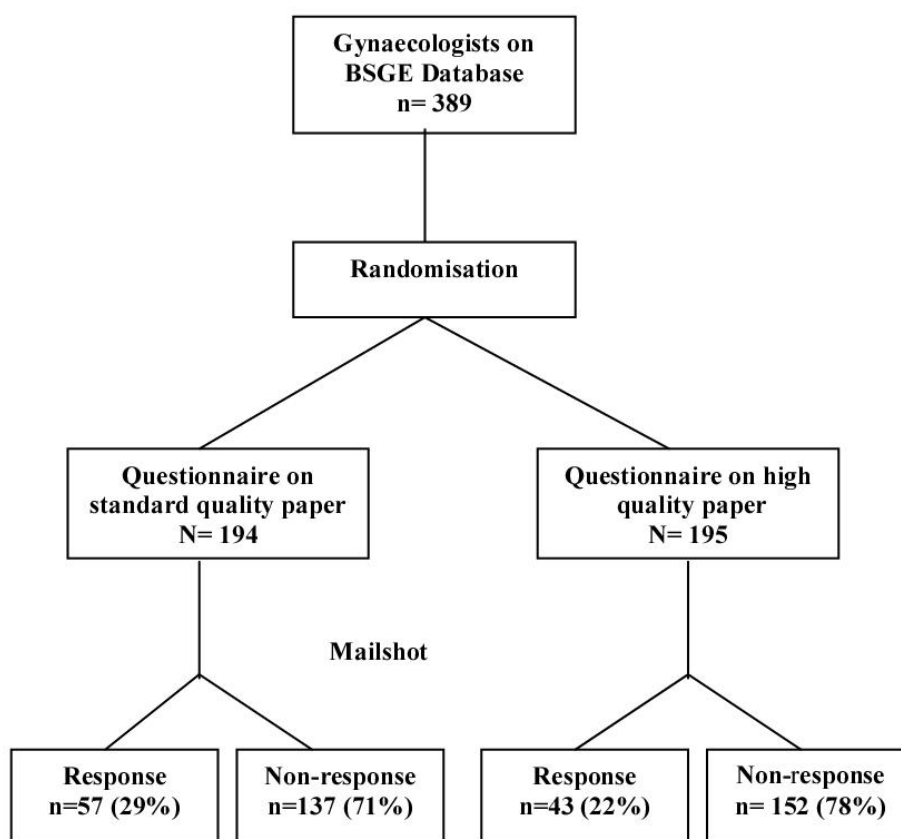 Gynaecologists on
BSGE Database
n= 389
Randomisation
Questionnaire on
standard quality paper
N= 194
Questionnaire on high
quality paper
N= 195
Mailshot
Response
n=57 (29%)
Non-response
n=137 (71%)
Response
n=43 (22%)
Non-response
n= 152 (78%)